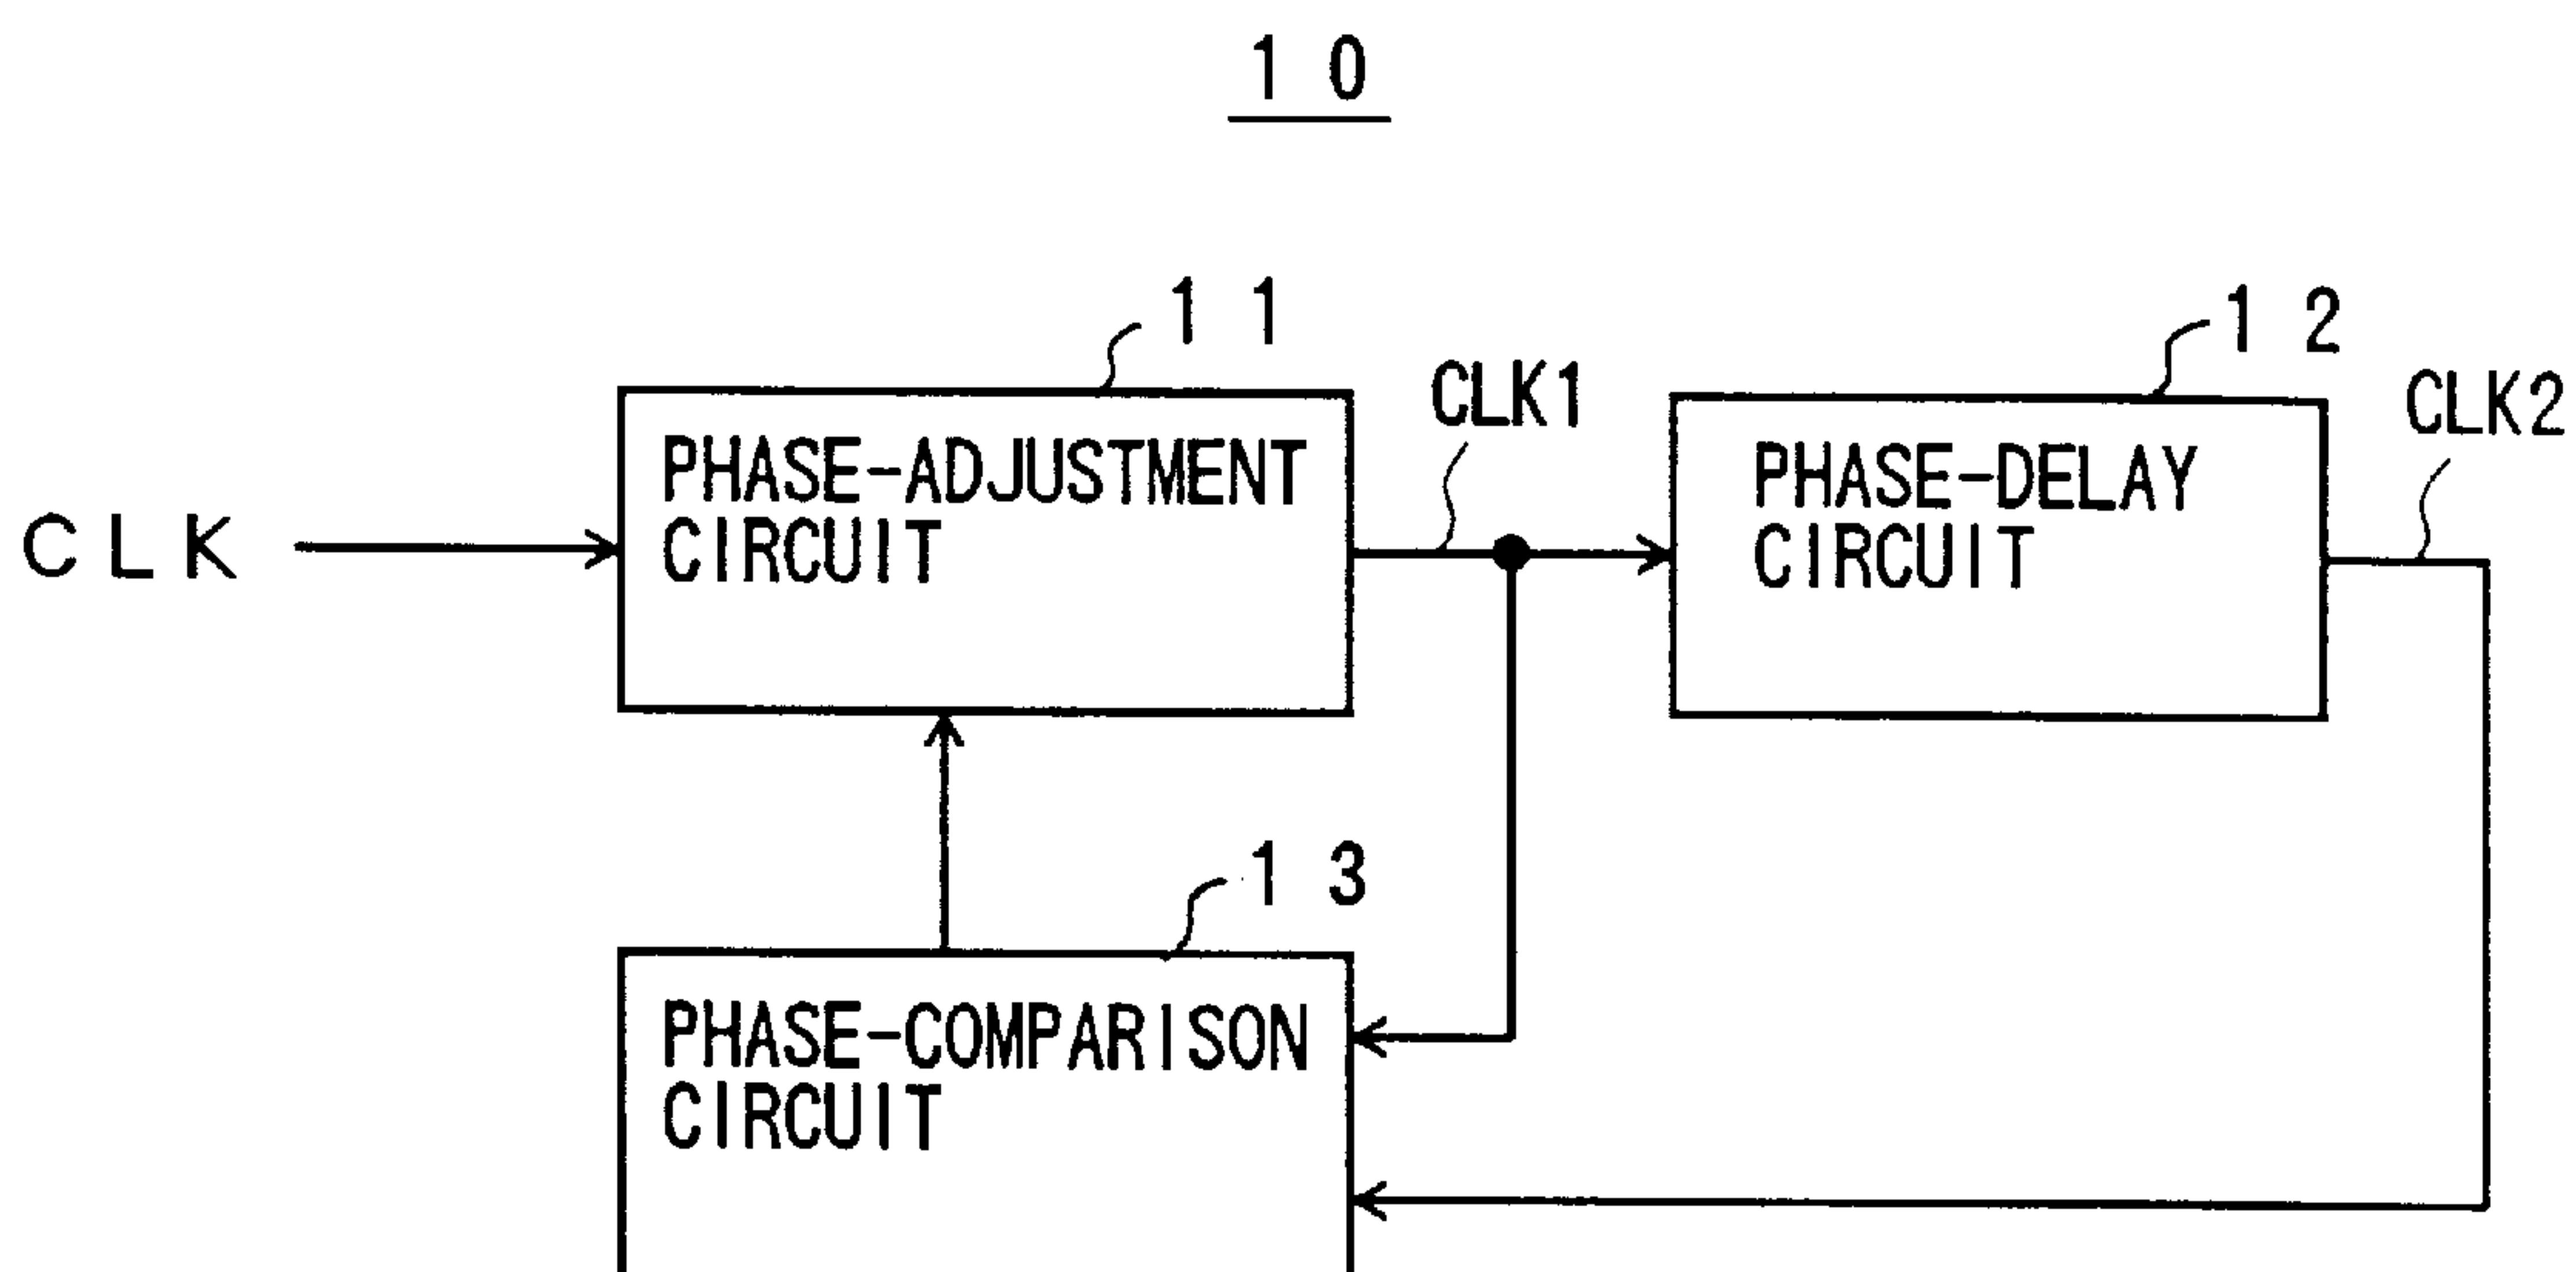 10
11
12
CLK1
CLK2
PHASE-ADJUSTMENT
CIRCUIT
PHASE-DELAY
CIRCUIT
CLK
13
PHASE-COMPARISON
CIRCUIT